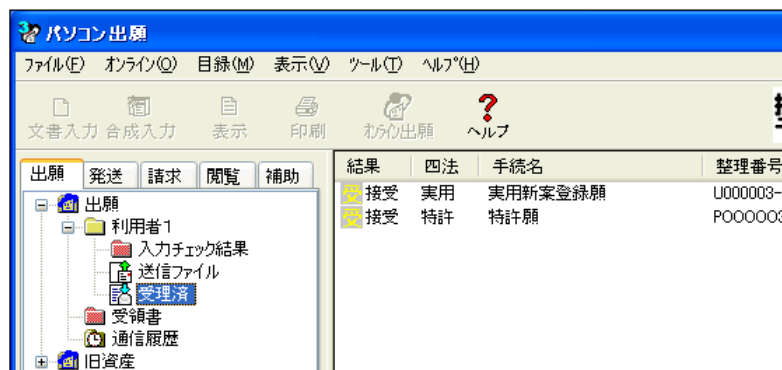 パソコン出願
ファイル(F) オンライン(O) 目録(M) 表示(V) ツール(T) ヘルプ(H)
文書入力 合成入力 表示 印刷 オンライン出願 ヘルプ
出願 発送 請求 閲覧 補助
出願
利用者1
入力チェック結果
送信ファイル
受理済
受領書
通信履歴
旧資産
結果 四法 手続名 整理番号
受 接受 実用 実用新案登録願 U000003-
受 接受 特許 特許願 POOOOO3